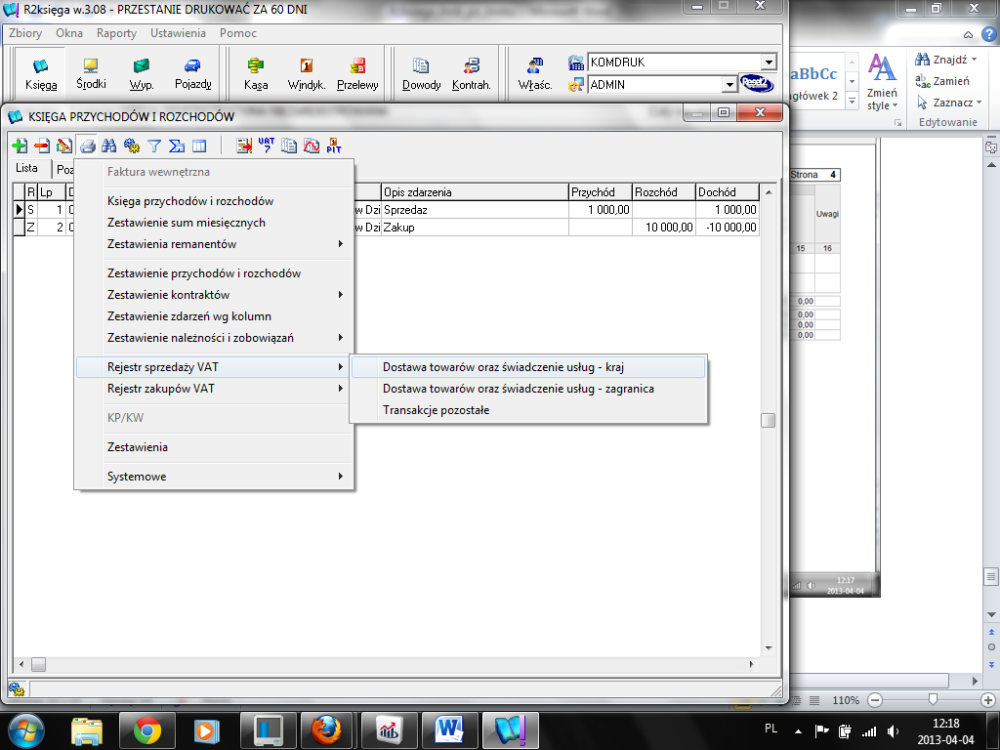 R2księga w.3.08 - PRZESTANIE DRUKOWAĆ ZA 60 DNI
Zbiory Okna Raporty Ustawienia Pomoc
Księga Środki Wyp. Pojazdy Kasa Windyk. Przelewy Dowody Kontrah. Właśc.
KOMDRUK
ADMIN
aBbCc
główek 2
Zmień style
Znajdź
Zamień
Zaznacz
Edytowanie
KSIĘGA PRZYCHODÓW I ROZCHODÓW
VAT 7
PIT
Lista
R Lp Opis zdarzenia Przychód Rozchód Dochód
S 1 w Dzi Sprzedaz 1 000,00 1 000,00
Z 2 w Dzi Zakup 10 000,00 -10 000,00
Faktura wewnętrzna
Księga przychodów i rozchodów
Zestawienie sum miesięcznych
Zestawienia remanentów
Zestawienie przychodów i rozchodów
Zestawienie kontraktów
Zestawienie zdarzeń wg kolumn
Zestawienie należności i zobowiązań
Rejestr sprzedaży VAT
Rejestr zakupów VAT
KP/KW
Zestawienia
Systemowe
Dostawa towarów oraz świadczenie usług - kraj
Dostawa towarów oraz świadczenie usług - zagranica
Transakcje pozostałe
Strona 4
Uwagi
15 16
0,00
0,00
0,00
0,00
12:17
2013-04-04
110%
PL
12:18
2013-04-04